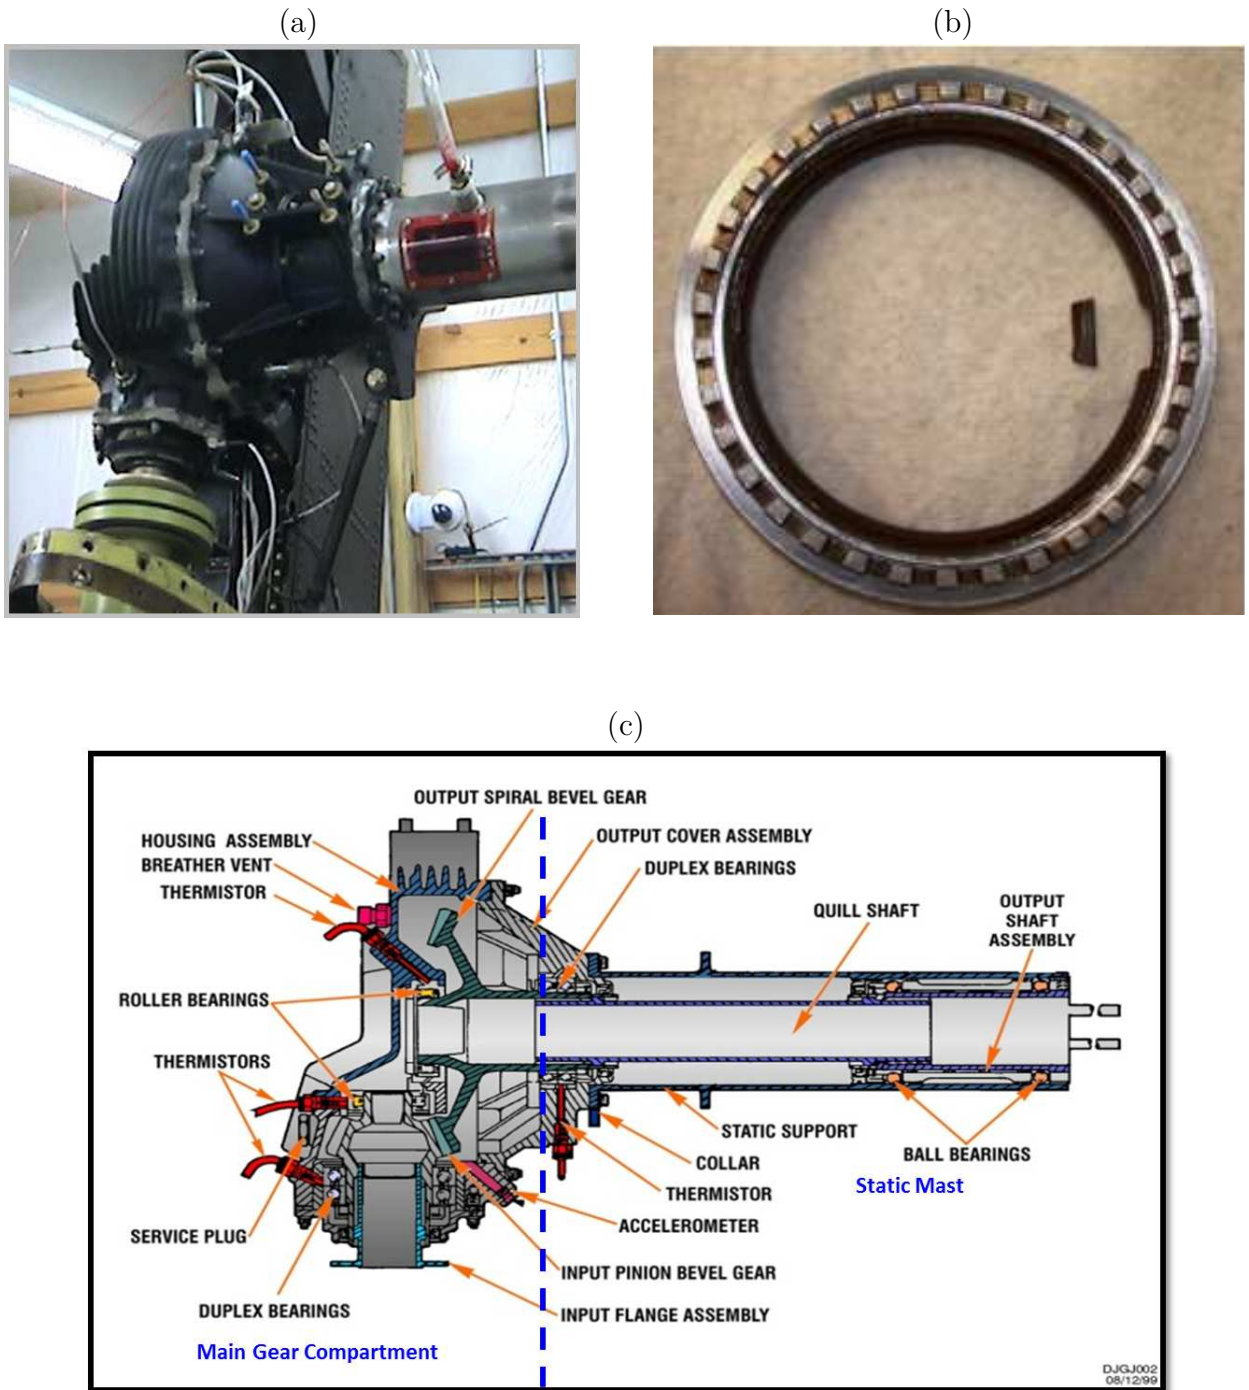 (a)
(b)
(c)
OUTPUT SPIRAL BEVEL GEAR
HOUSING ASSEMBLY
BREATHER VENT
THERMISTOR
OUTPUT COVER ASSEMBLY
DUPLEX BEARINGS
QUILL SHAFT
OUTPUT
SHAFT
ASSEMBLY
ROLLER BEARINGS
THERMISTORS
STATIC SUPPORT
COLLAR
THERMISTOR
ACCELEROMETER
BALL BEARINGS
Static Mast
SERVICE PLUG
INPUT PINION BEVEL GEAR
DUPLEX BEARINGS
INPUT FLANGE ASSEMBLY
Main Gear Compartment
DJGJ002
08/12/99